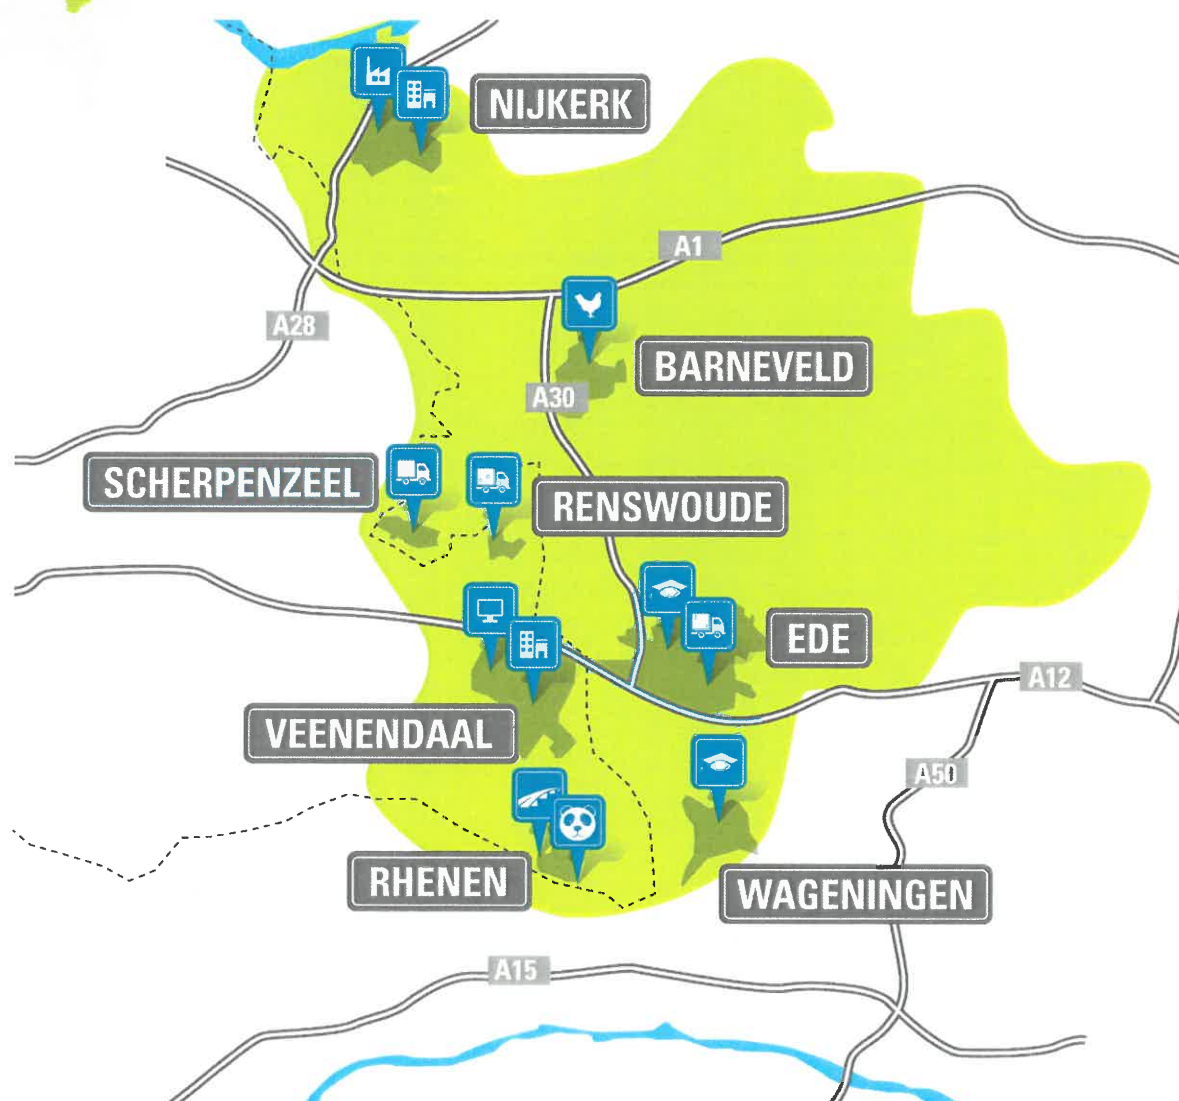 NIJKERK
A1
A28
BARNEVELD
A30
SCHERPENZEEL
RENSWOUDE
EDE
A12
VEENENDAAL
A50
RHENEN
WAGENINGEN
A15